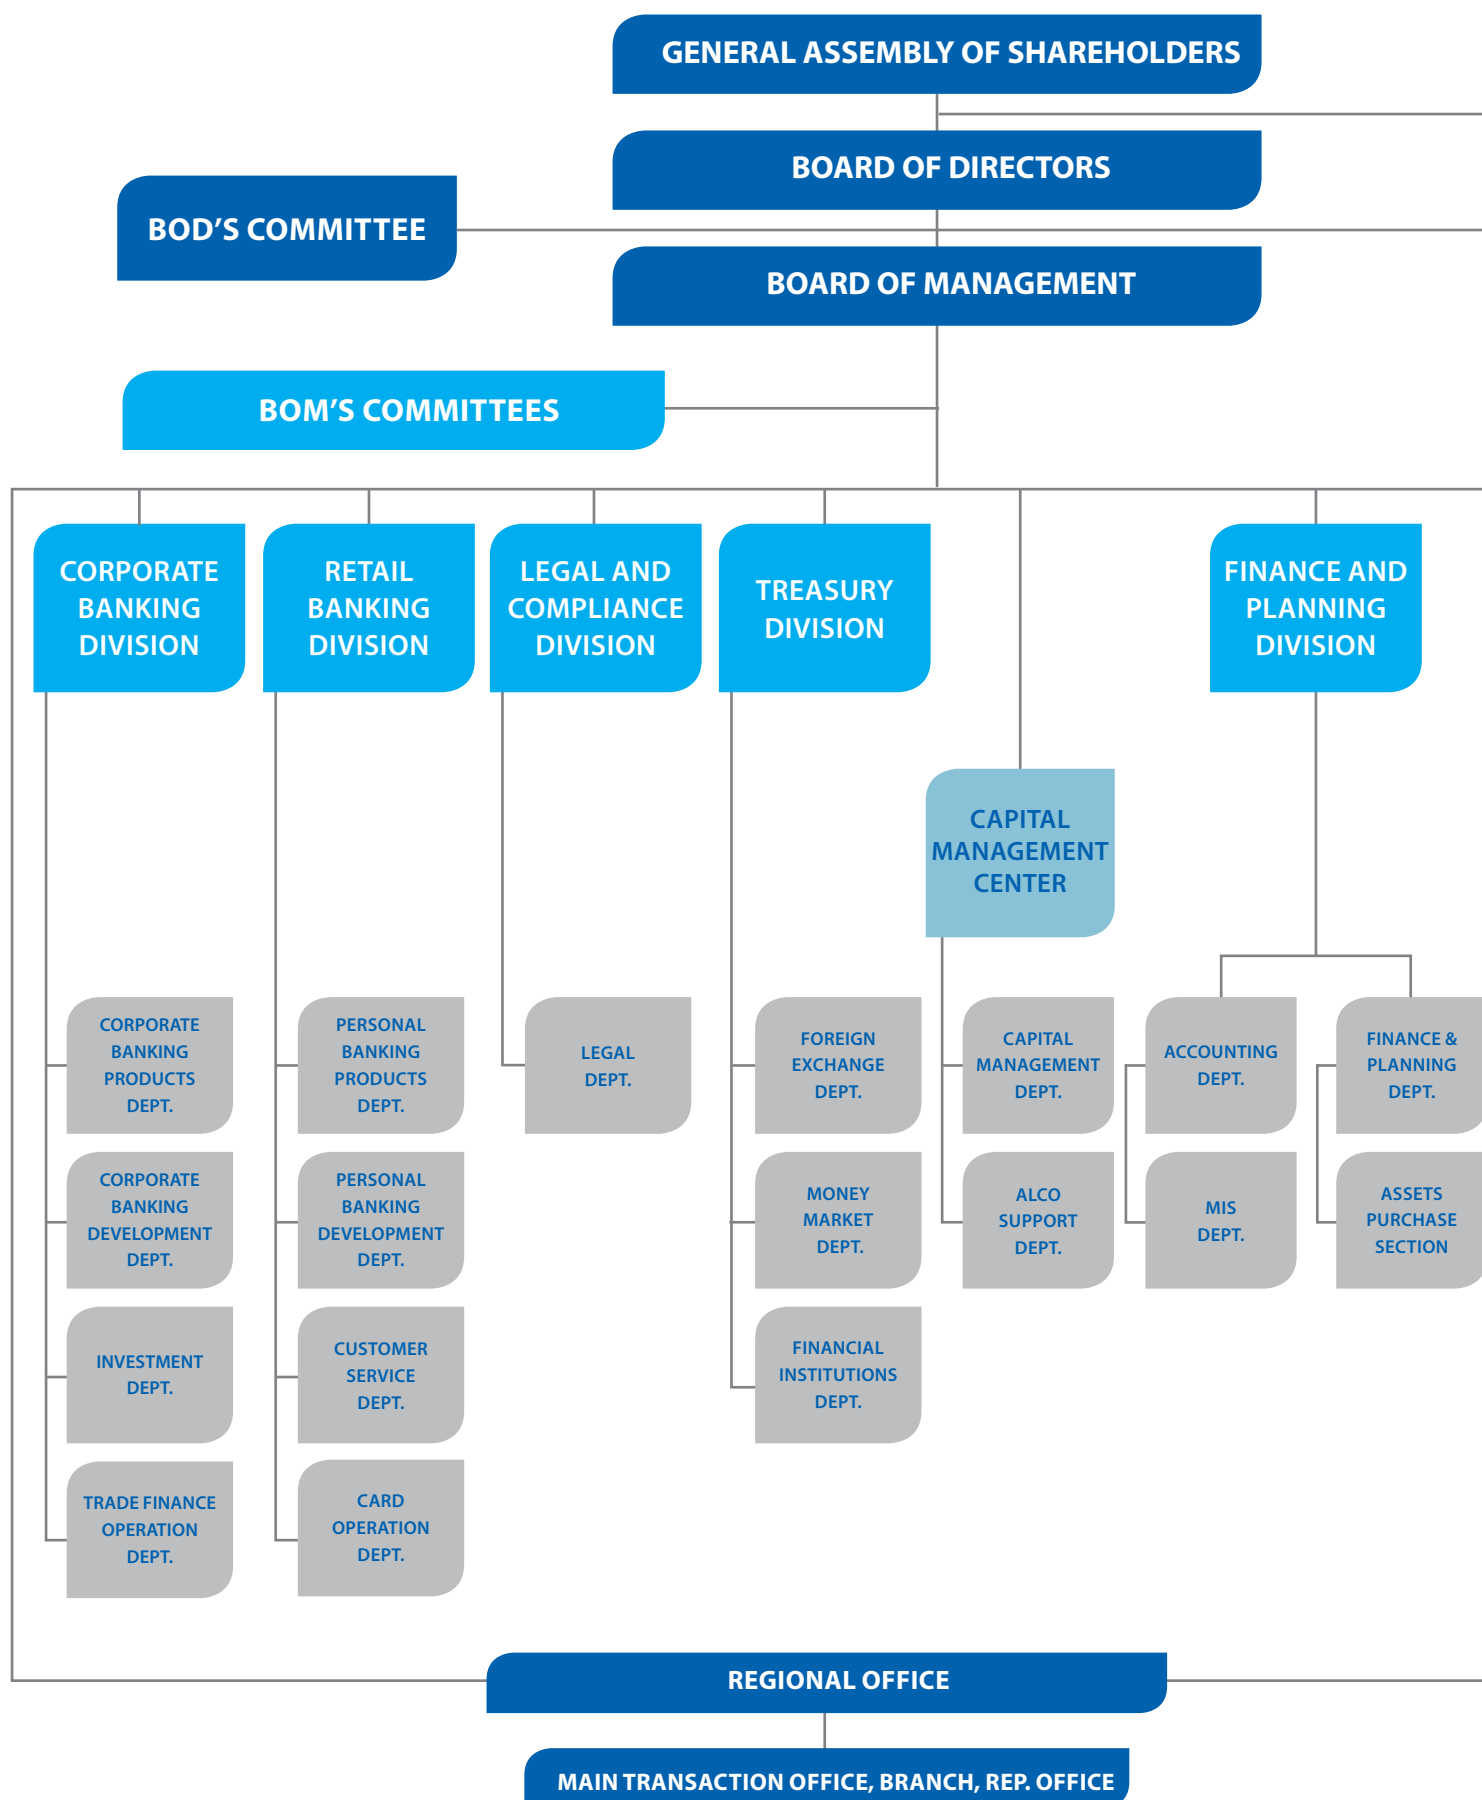 GENERAL ASSEMBLY OF SHAREHOLDERS
BOARD OF DIRECTORS
BOD’S COMMITTEE
BOARD OF MANAGEMENT
BOM’S COMMITTEES
CORPORATE
BANKING
DIVISION
RETAIL
BANKING
DIVISION
LEGAL AND
COMPLIANCE
DIVISION
TREASURY
DIVISION
FINANCE AND
PLANNING
DIVISION
CAPITAL
MANAGEMENT
CENTER
CORPORATE
BANKING
PRODUCTS
DEPT.
PERSONAL
BANKING
PRODUCTS
DEPT.
LEGAL
DEPT.
FOREIGN
EXCHANGE
DEPT.
CAPITAL
MANAGEMENT
DEPT.
ACCOUNTING
DEPT.
FINANCE &
PLANNING
DEPT.
CORPORATE
BANKING
DEVELOPMENT
DEPT.
PERSONAL
BANKING
DEVELOPMENT
DEPT.
MONEY
MARKET
DEPT.
ALCO
SUPPORT
DEPT.
MIS
DEPT.
ASSETS
PURCHASE
SECTION
INVESTMENT
DEPT.
CUSTOMER
SERVICE
DEPT.
FINANCIAL
INSTITUTIONS
DEPT.
TRADE FINANCE
OPERATION
DEPT.
CARD
OPERATION
DEPT.
REGIONAL OFFICE
MAIN TRANSACTION OFFICE, BRANCH, REP. OFFICE